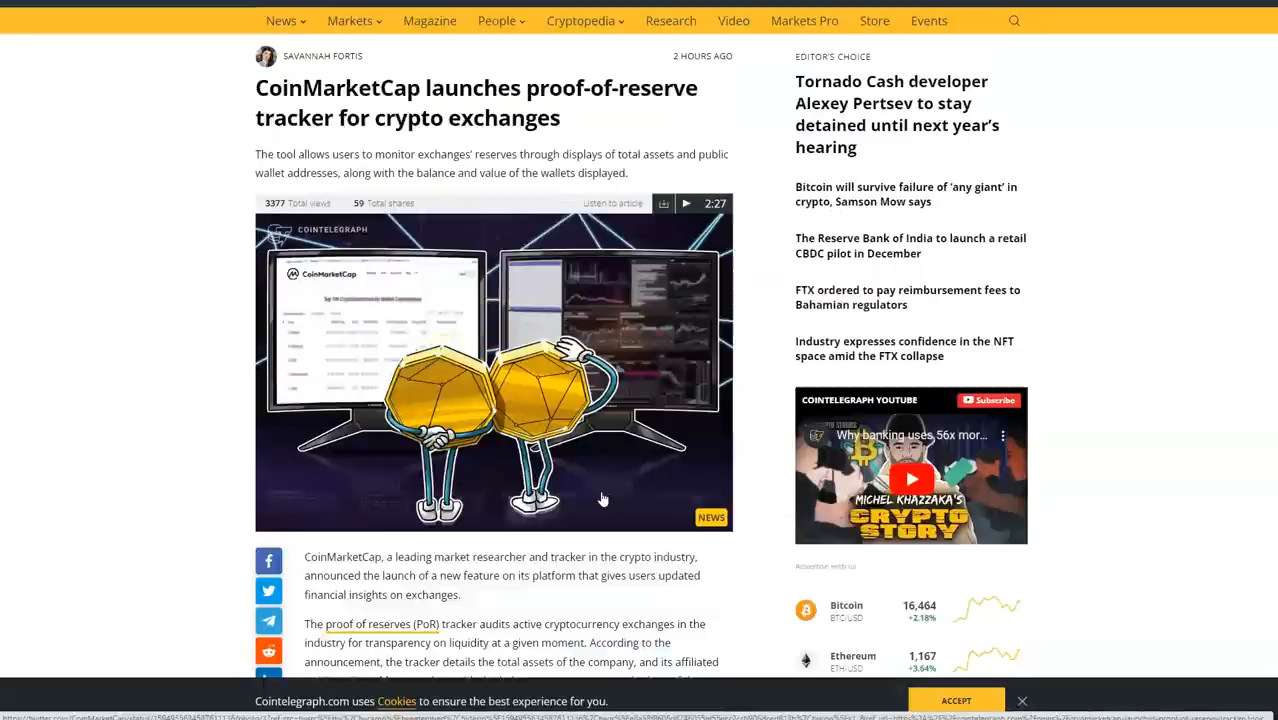 News Markets Magazine People Cryptopedia Research Video Markets Pro Store Events
SAVANNAH FORTIS
2 HOURS AGO
CoinMarketCap launches proof-of-reserve
tracker for crypto exchanges
The tool allows users to monitor exchanges' reserves through displays of total assets and public
wallet addresses, along with the balance and value of the wallets displayed.
3377 Total views 59 Total shares Listen to article 2:27
COINTELEGRAPH
CoinMarketCap
NEWS
CoinMarketCap, a leading market researcher and tracker in the crypto industry,
announced the launch of a new feature on its platform that gives users updated
financial insights on exchanges.
The proof of reserves (PoR) tracker audits active cryptocurrency exchanges in the
industry for transparency on liquidity at a given moment. According to the
announcement, the tracker details the total assets of the company, and its affiliated
EDITOR'S CHOICE
Tornado Cash developer
Alexey Pertsev to stay
detained until next year's
hearing
Bitcoin will survive failure of 'any giant' in
crypto, Samson Mow says
The Reserve Bank of India to launch a retail
CBDC pilot in December
FTX ordered to pay reimbursement fees to
Bahamian regulators
Industry expresses confidence in the NFT
space amid the FTX collapse
COINTELEGRAPH YOUTUBE
Subscribe
Why banking uses 56x mor...
MICHEL KHAZZAKA'S
CRYPTO
STORY
Advertise with us
Bitcoin 16,464
BTC/USD +2.18%
Ethereum 1,167
ETH/USD +3.64%
Cointelegraph.com uses Cookies to ensure the best experience for you.
ACCEPT